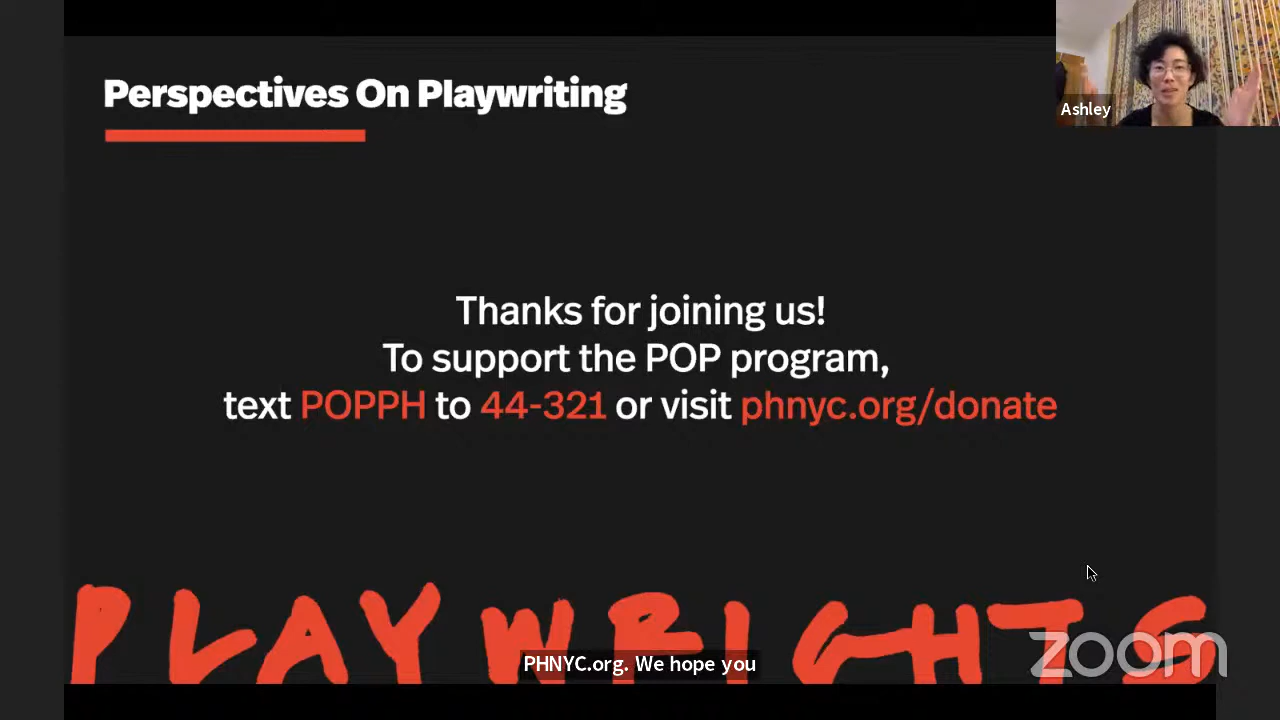 Perspectives On Playwriting
Ashley
Thanks for joining us!
To support the POP program,
text POPPH to 44-321 or visit phnyc.org/donate
PLAYWRIGHTS
PHNYC.org. We hope you
zoom